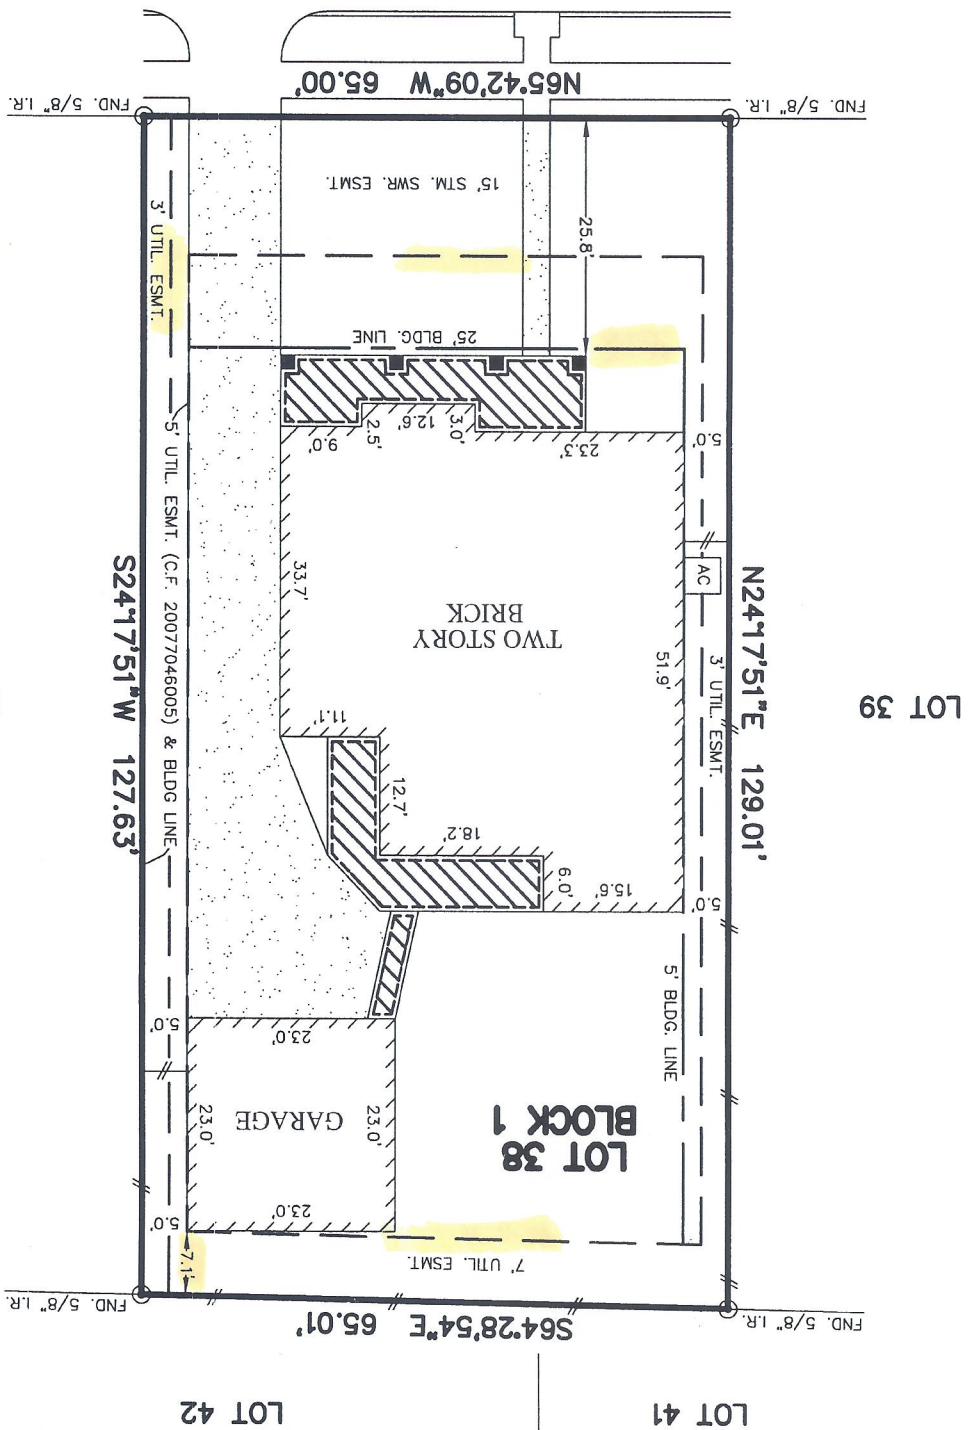 N65°42'09"W 65.00'
FND. 5/8" I.R.
FND. 5/8" I.R.
15' STM. SWR. ESMT.
3' UTIL. ESMT.
25.8'
25' BLDG. LINE
5.0'
9.0'
2.5'
12.6'
3.0'
23.3'
5' UTIL. ESMT. (C.F. 20077046005) & BLDG LINE
S24°17'51"W 127.63'
33.7'
TWO STORY
BRICK
AC
51.9'
3' UTIL. ESMT.
N24°17'51"E 129.01'
LOT 39
11.1'
12.7'
18.2'
6.0'
15.6'
5.0'
5' BLDG. LINE
5.0'
23.0'
23.0'
GARAGE
23.0'
23.0'
LOT 38
BLOCK 1
5.0'
7.1'
7' UTIL. ESMT.
FND. 5/8" I.R.
FND. 5/8" I.R.
S64°28'54"E 65.01'
LOT 42
LOT 41